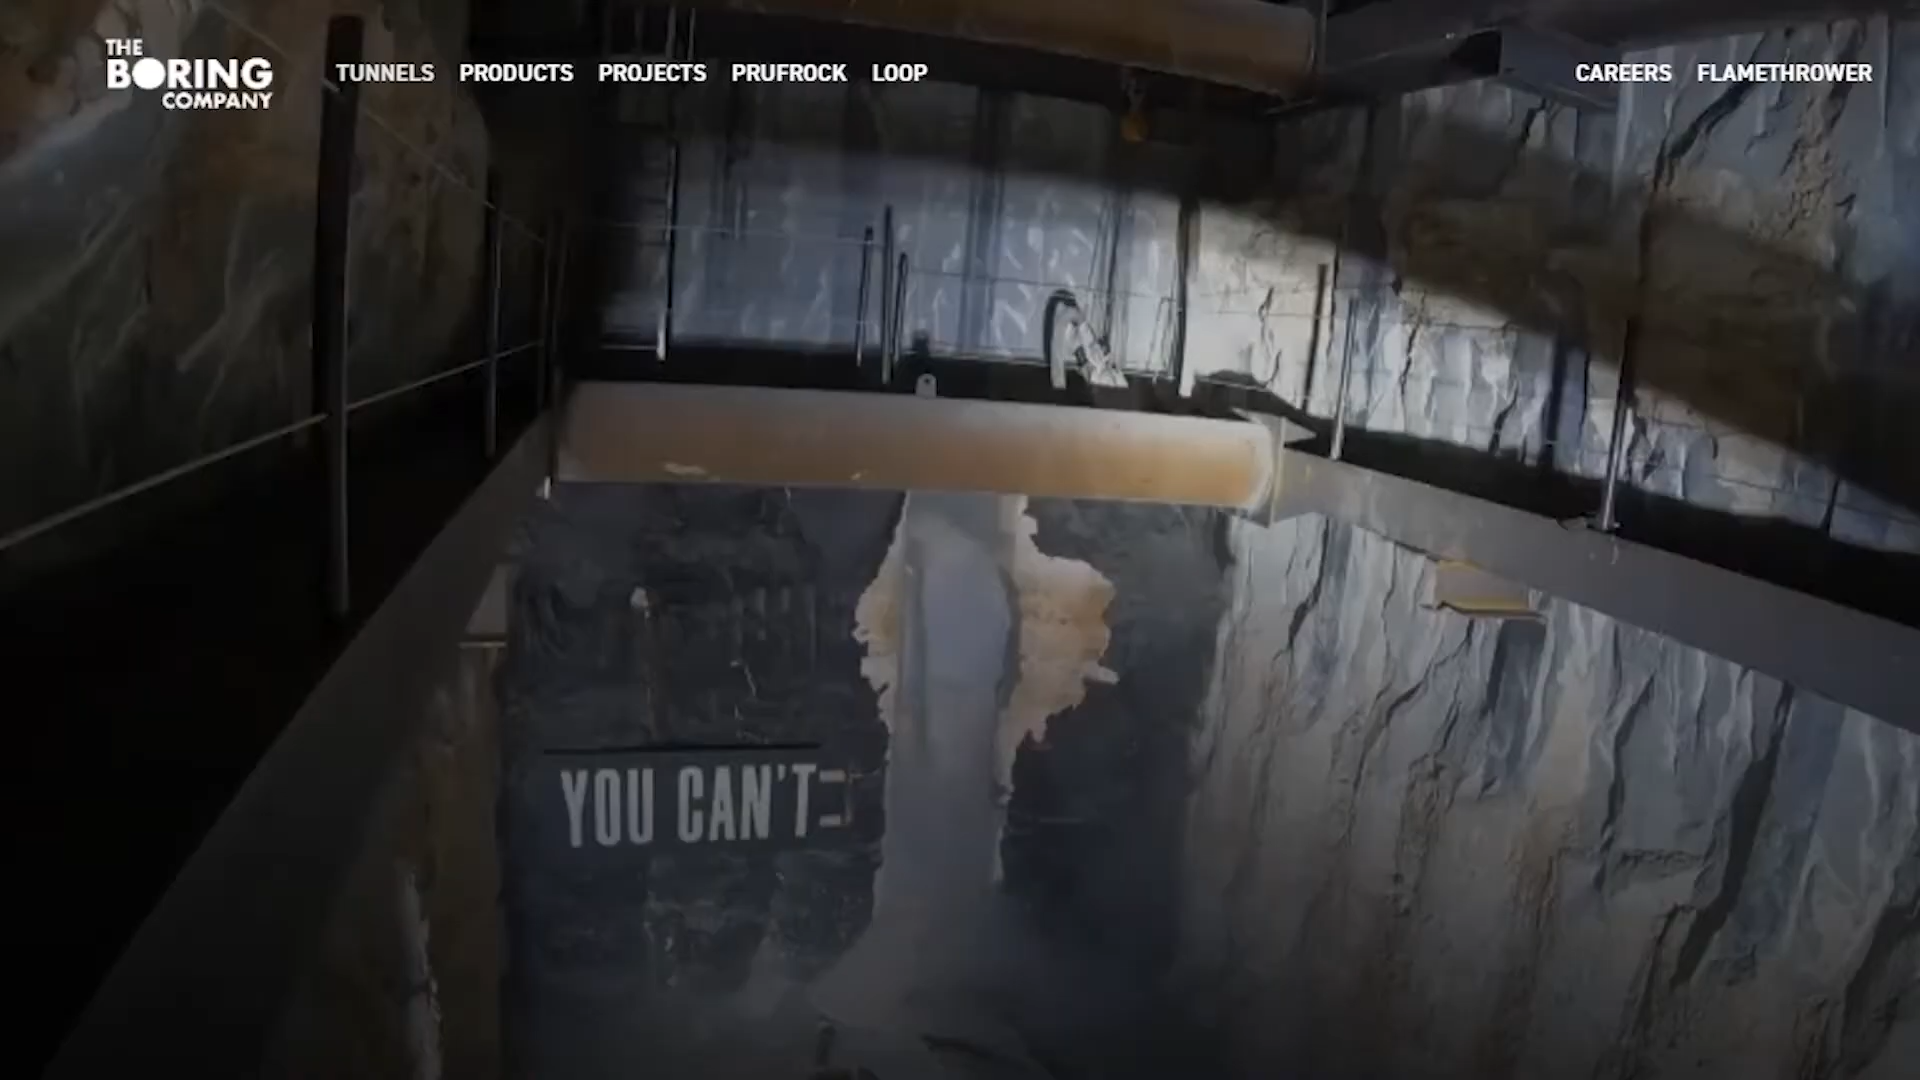 THE
BORING
COMPANY
TUNNELS PRODUCTS PROJECTS PRUFROCK LOOP
CAREERS FLAMETHROWER
YOU CAN'T